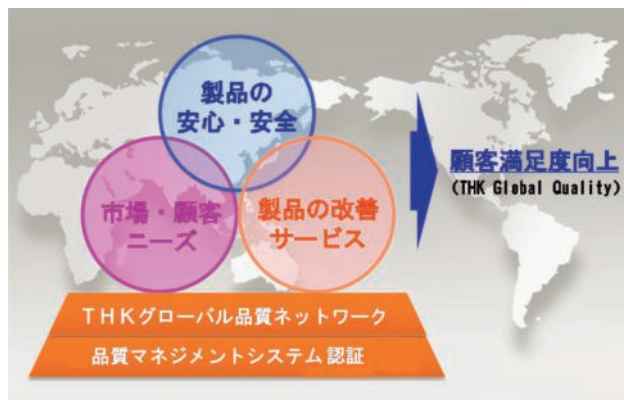 製品の
安心・安全
市場・顧客
ニーズ
製品の改善
サービス
顧客満足度向上
(THK Global Quality)
THKグローバル品質ネットワーク
品質マネジメントシステム認証